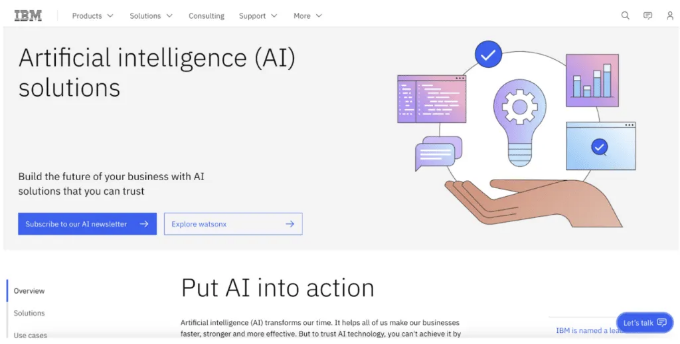 IBM
Products
Solutions
Consulting
Support
More
Artificial intelligence (AI)
solutions
Build the future of your business with AI
solutions that you can trust
Subscribe to our AI newsletter
Explore watsonx
Overview
Solutions
Use cases
Put AI into action
Artificial intelligence (AI) transforms our time. It helps all of us make our businesses
faster, stronger and more effective. But to trust AI technology, you can't achieve it by
IBM is named a lea
Let's talk